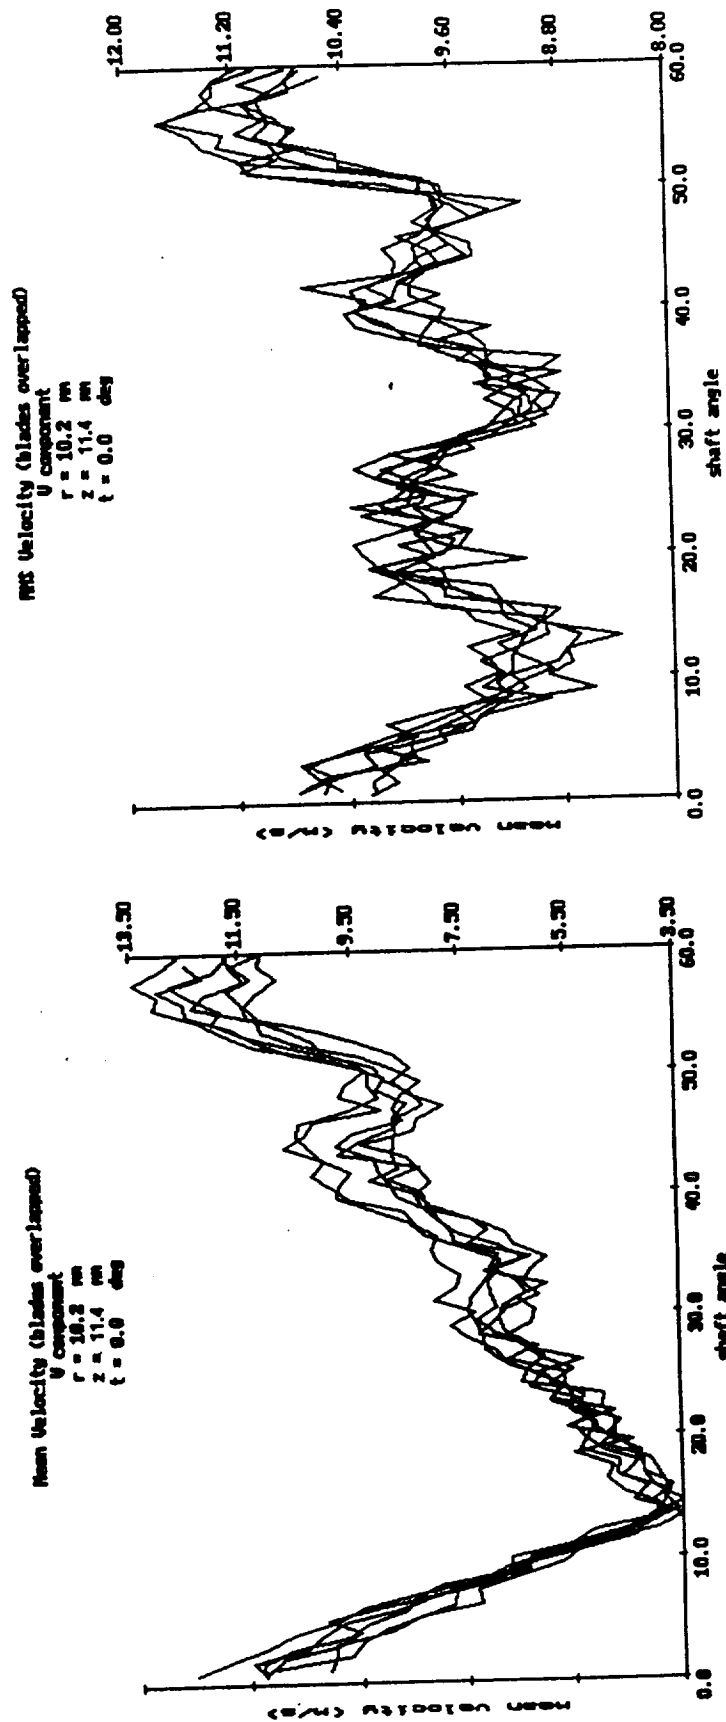 Mean Velocity (blades overlapped)
U component
r = 10.2 mm
z = 11.4 mm
t = 0.0 deg
mean velocity (m/s)
13.50
11.50
9.50
7.50
5.50
3.50
0.0 10.0 20.0 30.0 40.0 50.0 60.0
shaft angle
RMS Velocity (blades overlapped)
U component
r = 10.2 mm
z = 11.4 mm
t = 0.0 deg
mean velocity (m/s)
12.00
11.20
10.40
9.60
8.80
8.00
0.0 10.0 20.0 30.0 40.0 50.0 60.0
shaft angle